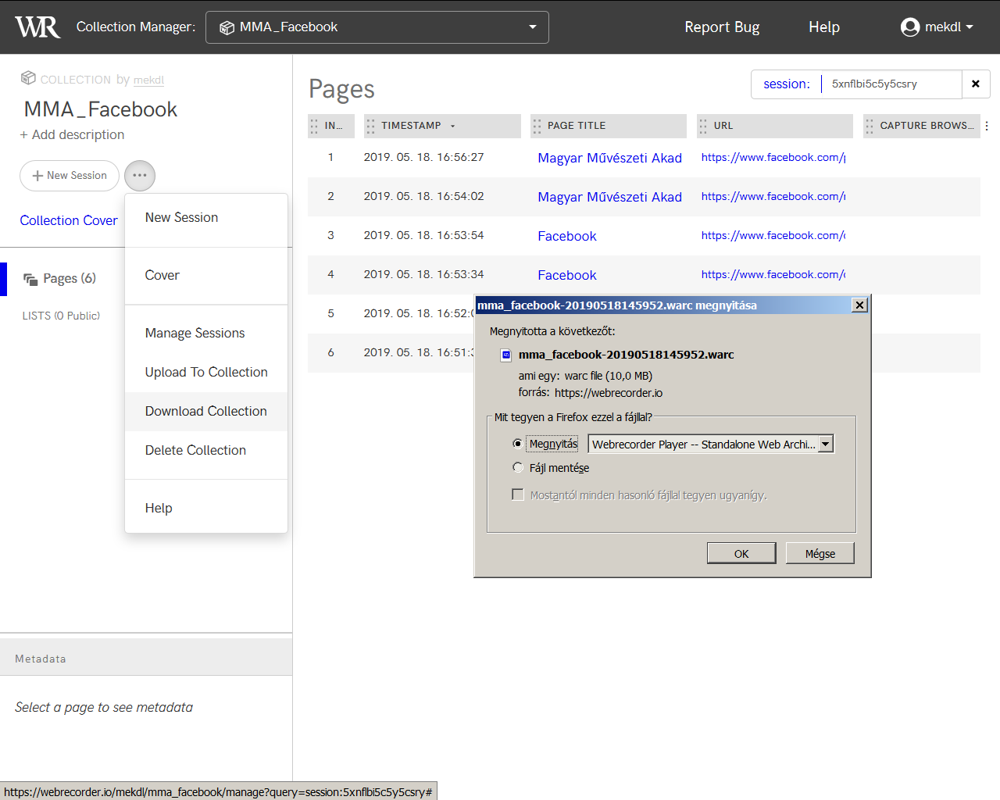 WR Collection Manager: MMA_Facebook Report Bug Help mekdl
COLLECTION by mekdl
MMA_Facebook
+ Add description
+ New Session ...
Collection Cover
New Session
Cover
Manage Sessions
Upload To Collection
Download Collection
Delete Collection
Help
Pages (6)
LISTS (0 Public)
Metadata
Select a page to see metadata
Pages
session: 5xnflbi5c5y5csry ×
IN... TIMESTAMP PAGE TITLE URL CAPTURE BROWS...
1 2019. 05. 18. 16:56:27 Magyar Művészeti Akad https://www.facebook.com/
2 2019. 05. 18. 16:54:02 Magyar Művészeti Akad https://www.facebook.com/
3 2019. 05. 18. 16:53:54 Facebook https://www.facebook.com/
4 2019. 05. 18. 16:53:34 Facebook https://www.facebook.com/
5 2019. 05. 18. 16:52:
6 2019. 05. 18. 16:51:
mma_facebook-20190518145952.warc megnyitása
Megnyitotta a következőt:
mma_facebook-20190518145952.warc
ami egy: warc file (10,0 MB)
forrás: https://webrecorder.io
Mit tegyen a Firefox ezzel a fájllal?
Megnyitás Webrecorder Player -- Standalone Web Archi...
Fájl mentése
Mostantól minden hasonló fájllal tegyen ugyanígy.
OK Mégse
https://webrecorder.io/mekdl/mma_facebook/manage?query=session:5xnflbi5c5y5csry#